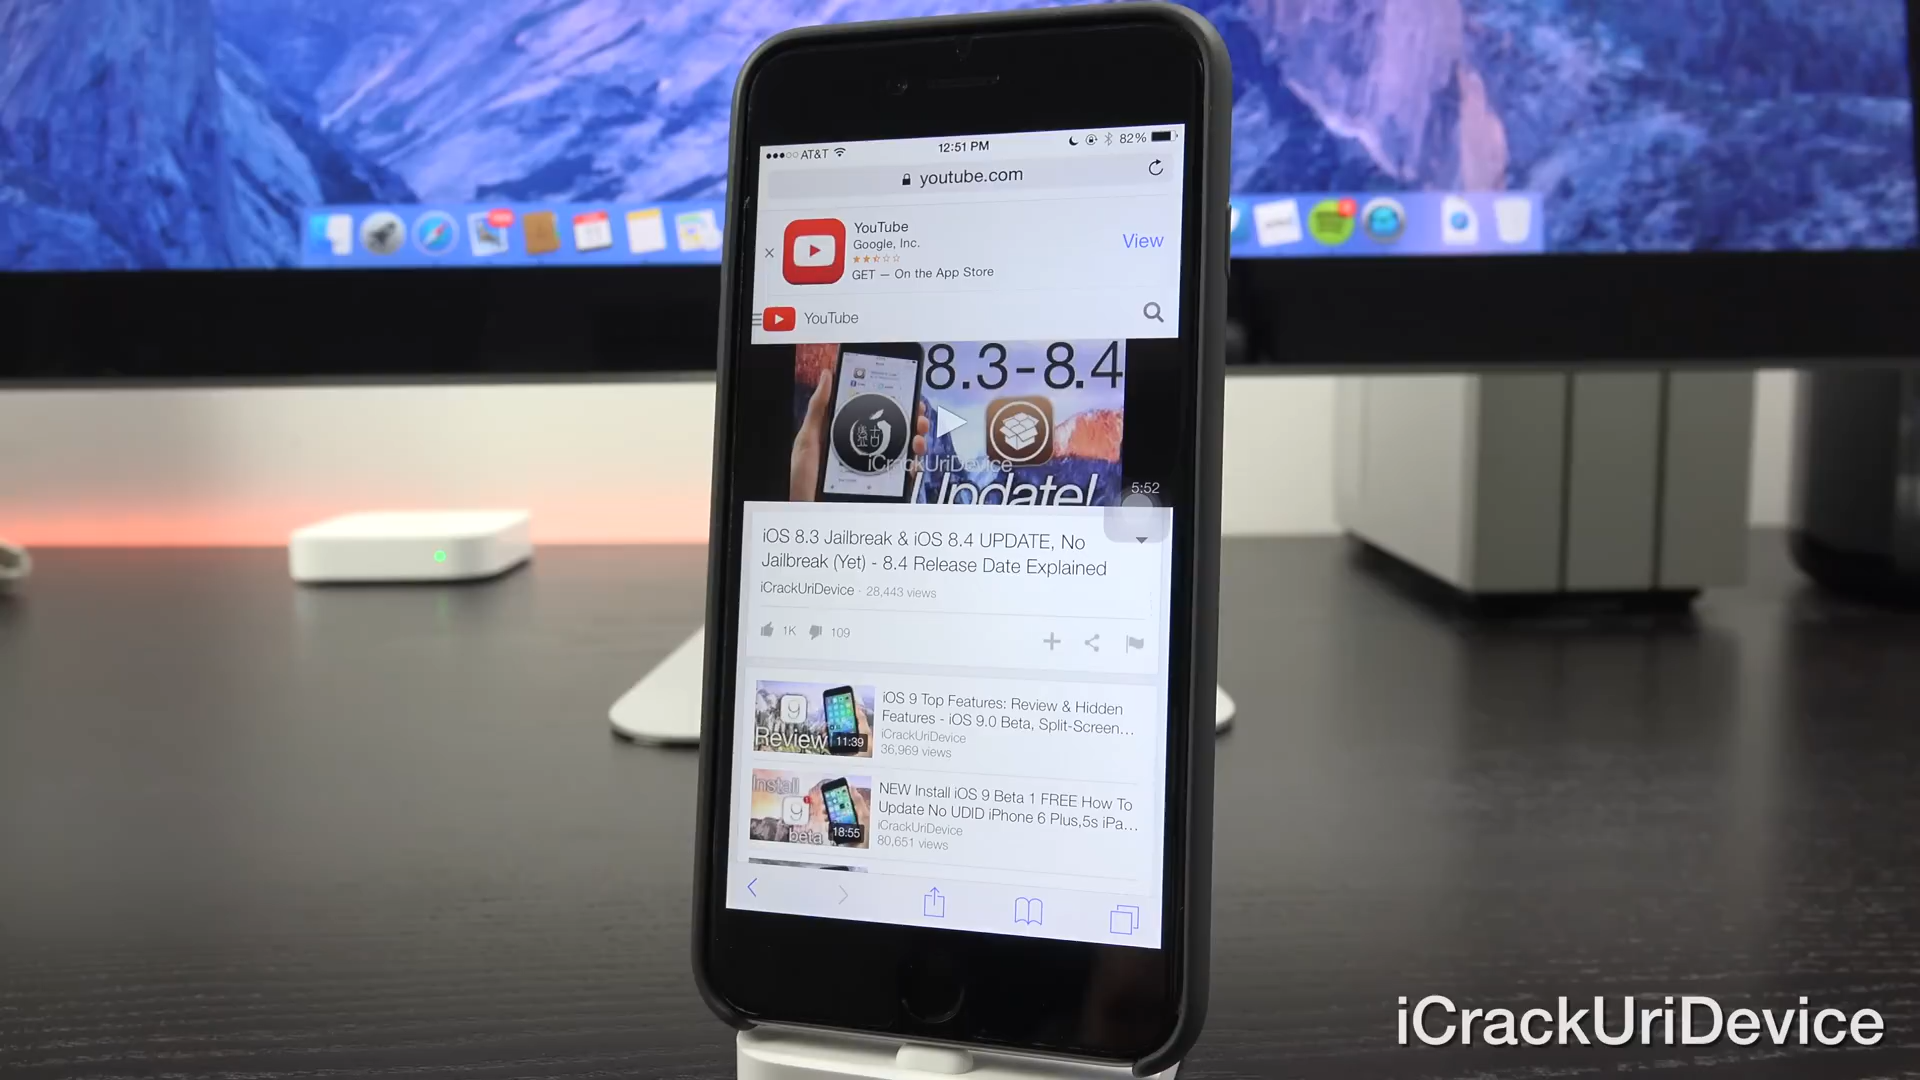 AT&T 12:51 PM 82%
youtube.com
YouTube
Google, Inc.
GET — On the App Store
View
YouTube
8.3-8.4
iCrackUriDevice
Update!
5:52
iOS 8.3 Jailbreak & iOS 8.4 UPDATE, No
Jailbreak (Yet) - 8.4 Release Date Explained
iCrackUriDevice · 28,443 views
1K 109
9
Review 11:39
iOS 9 Top Features: Review & Hidden
Features - iOS 9.0 Beta, Split-Screen...
iCrackUriDevice
36,969 views
Install
9
beta 18:55
NEW Install iOS 9 Beta 1 FREE How To
Update No UDID iPhone 6 Plus,5s iPa...
iCrackUriDevice
80,651 views
iCrackUriDevice